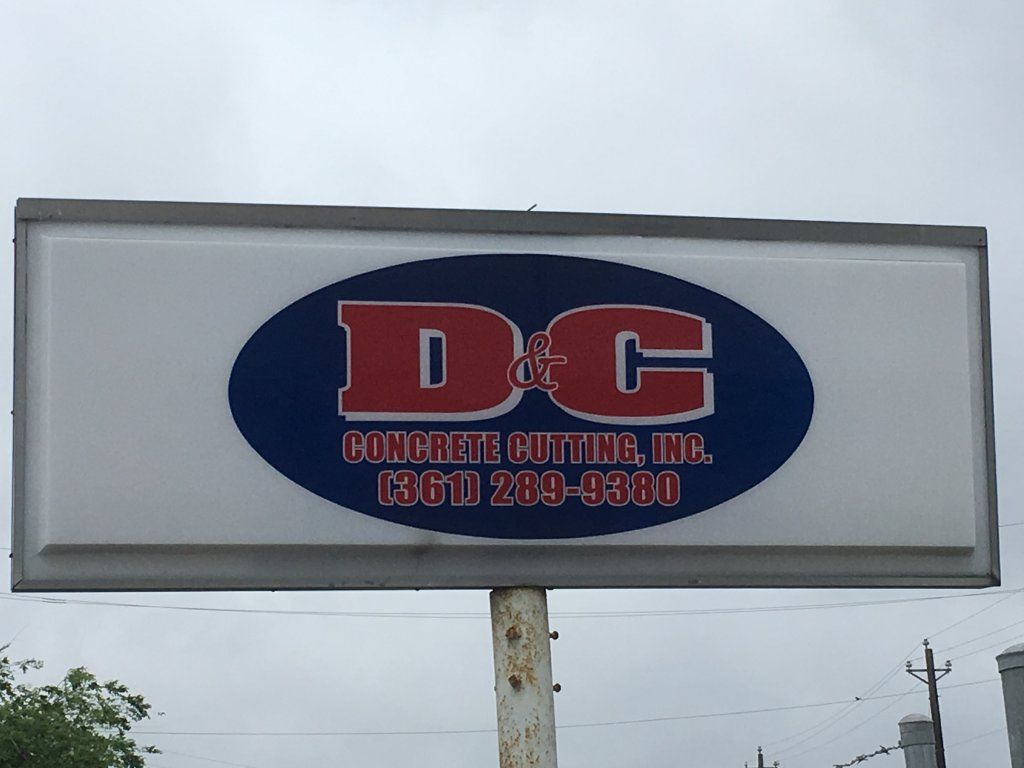 D&C
CONCRETE CUTTING, INC.
(361) 289-9380